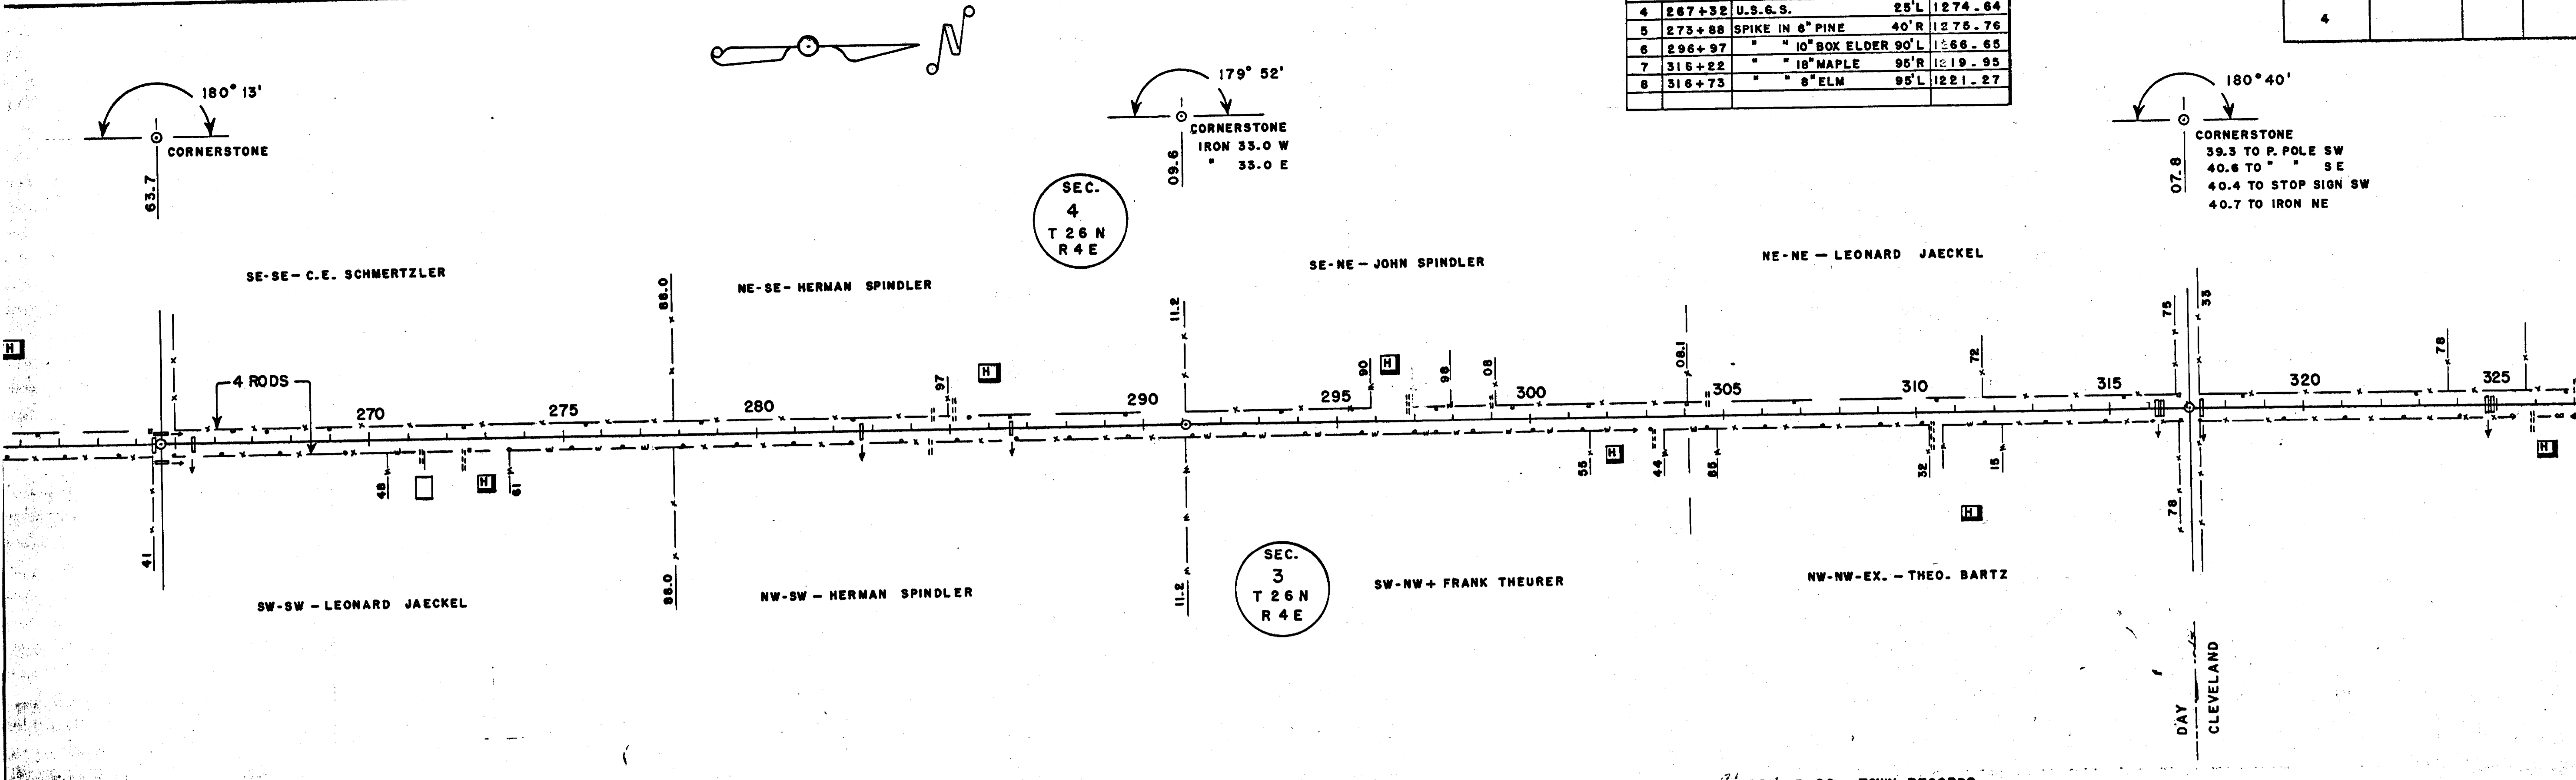 4 267+32 U.S.G.S. 25'L 1274.64
5 273+88 SPIKE IN 8" PINE 40'R 1275.76
6 296+97 " " 10" BOX ELDER 90'L 1266.65
7 316+22 " " 18" MAPLE 95'R 1219.95
8 316+73 " " 8" ELM 95'L 1221.27
4
N
180° 13'
CORNERSTONE
63.7
179° 52'
CORNERSTONE
IRON 33.0 W
" 33.0 E
09.6
180° 40'
CORNERSTONE
39.3 TO P. POLE SW
40.6 TO " " SE
40.4 TO STOP SIGN SW
40.7 TO IRON NE
07.8
SEC.
4
T 26 N
R 4 E
SE-SE – C.E. SCHMERTZLER
NE-SE – HERMAN SPINDLER
SE-NE – JOHN SPINDLER
NE-NE – LEONARD JAECKEL
88.0
11.2
08.1
75
33
H
4 RODS
97
H
90
H
98
08
72
78
270
275
280
290
295
300
305
310
315
320
325
41
48
H
61
88.0
11.2
55
H
44
85
32
15
H
78
H
SW-SW – LEONARD JAECKEL
NW-SW – HERMAN SPINDLER
SEC.
3
T 26 N
R 4 E
SW-NW + FRANK THEURER
NW-NW-EX. – THEO. BARTZ
DAY
CLEVELAND